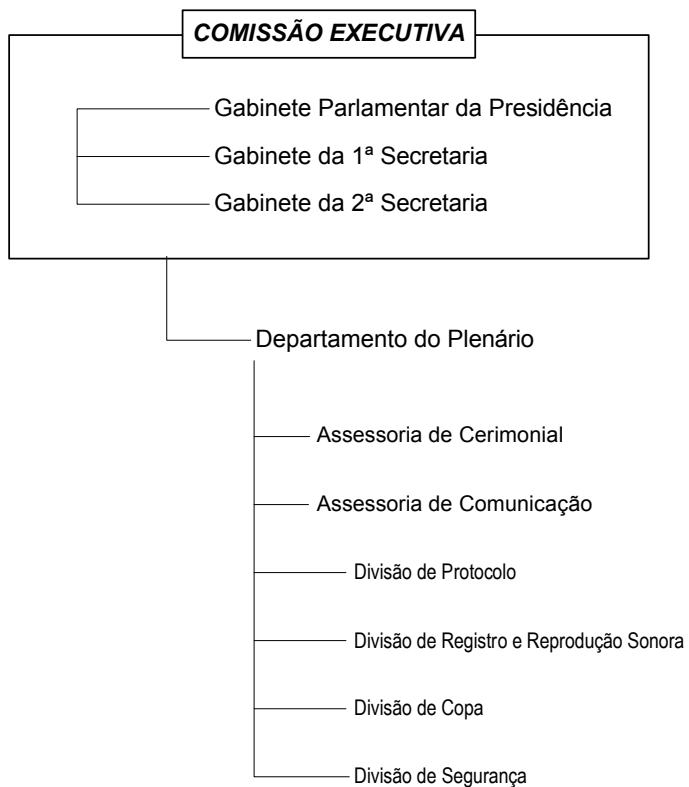 COMISSÃO EXECUTIVA
Gabinete Parlamentar da Presidência
Gabinete da 1ª Secretaria
Gabinete da 2ª Secretaria
Departamento do Plenário
Assessoria de Cerimonial
Assessoria de Comunicação
Divisão de Protocolo
Divisão de Registro e Reprodução Sonora
Divisão de Copa
Divisão de Segurança